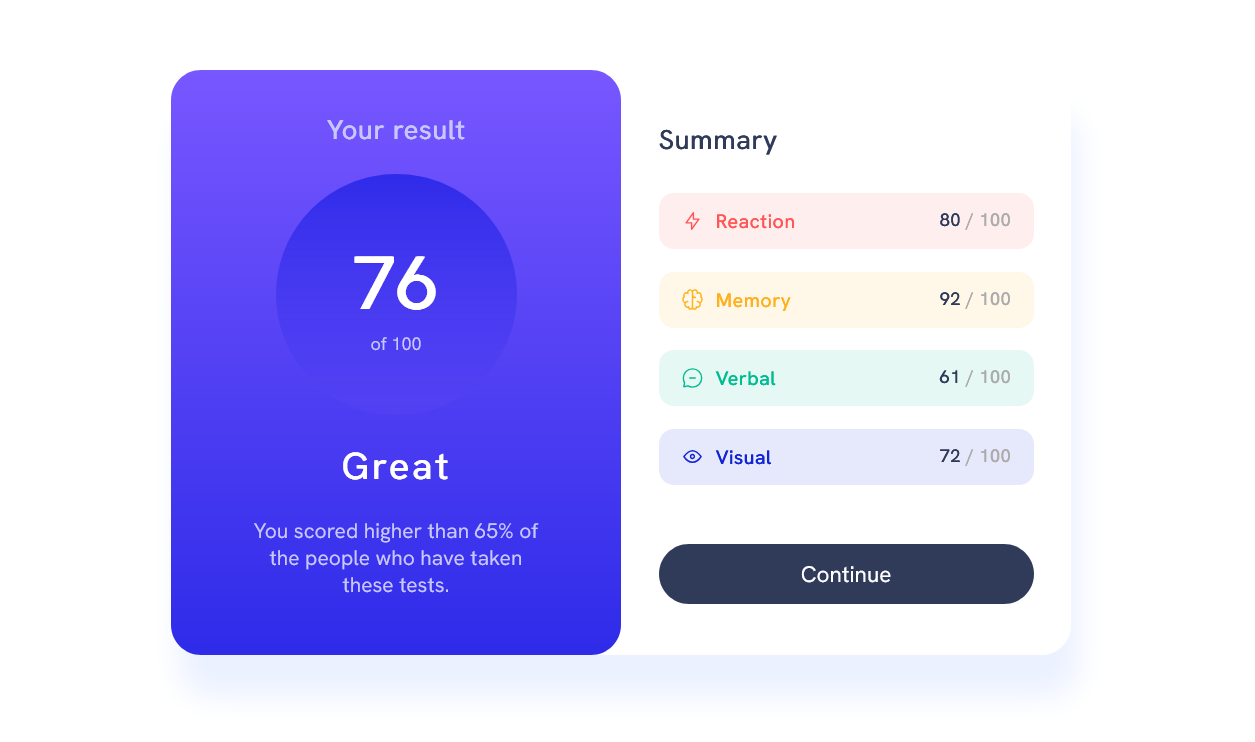 Your result
76
of 100
Great
You scored higher than 65% of
the people who have taken
these tests.
Summary
Reaction 80 / 100
Memory 92 / 100
Verbal 61 / 100
Visual 72 / 100
Continue